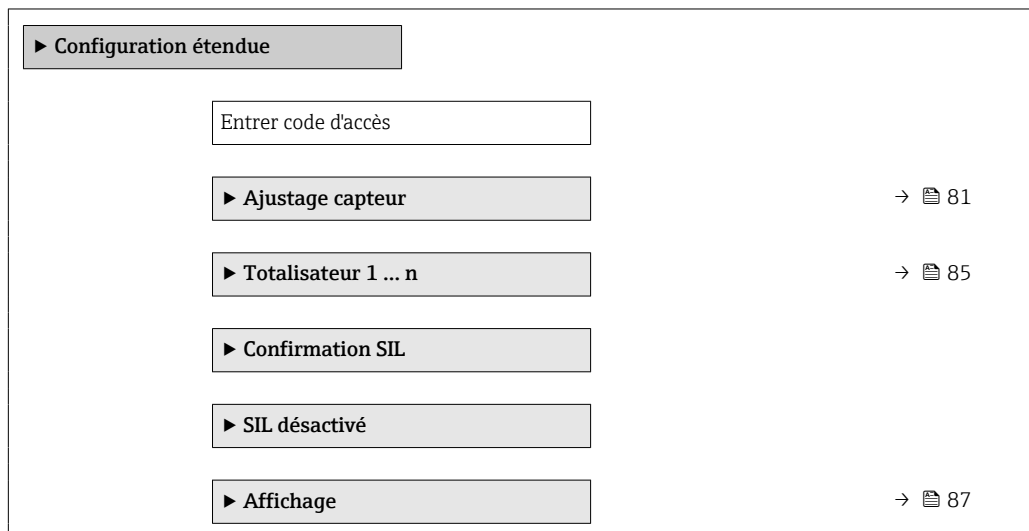 ► Configuration étendue
Entrer code d'accès
► Ajustage capteur → 81
► Totalisateur 1 ... n → 85
► Confirmation SIL
► SIL désactivé
► Affichage → 87